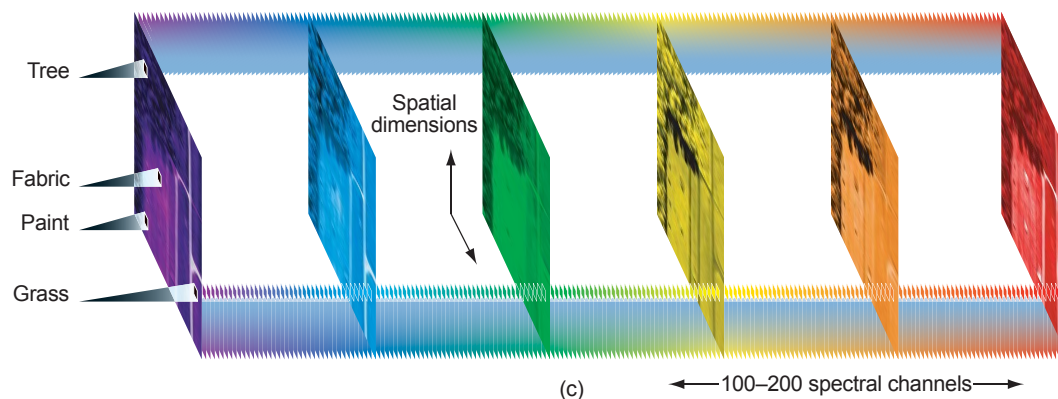 Tree
Spatial
dimensions
Fabric
Paint
Grass
(c)
100–200 spectral channels